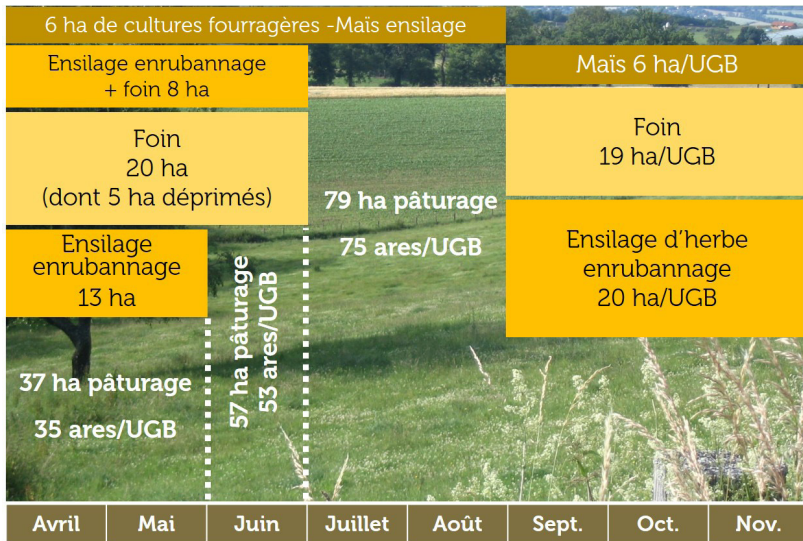 6 ha de cultures fourragères -Maïs ensilage
Ensilage enrubannage
+ foin 8 ha
Foin
20 ha
(dont 5 ha déprimés)
Ensilage
enrubannage
13 ha
37 ha pâturage
35 ares/UGB
57 ha pâturage
53 ares/UGB
79 ha pâturage
75 ares/UGB
Maïs 6 ha/UGB
Foin
19 ha/UGB
Ensilage d'herbe
enrubannage
20 ha/UGB
Avril Mai Juin Juillet Août Sept. Oct. Nov.